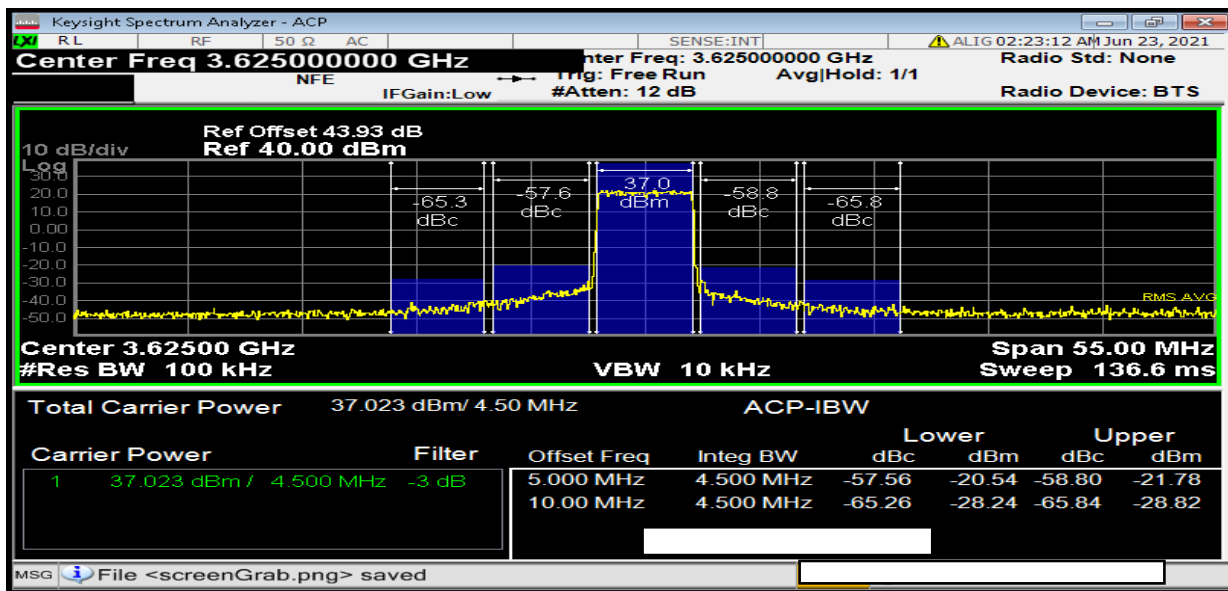 Keysight Spectrum Analyzer - ACP
LXI RL RF 50 Ω AC SENSE:INT ALIG 02:23:12 AM Jun 23, 2021
Center Freq 3.625000000 GHz nter Freq: 3.625000000 GHz Radio Std: None
NFE Trig: Free Run Avg|Hold: 1/1
IFGain:Low #Atten: 12 dB Radio Device: BTS
Ref Offset 43.93 dB
10 dB/div Ref 40.00 dBm
Log
30.0
20.0
10.0
0.00
-10.0
-20.0
-30.0
-40.0
-50.0
-65.3 dBc
-57.6 dBc
37.0 dBm
-58.8 dBc
-65.8 dBc
RMS AVG
Center 3.62500 GHz Span 55.00 MHz
#Res BW 100 kHz VBW 10 kHz Sweep 136.6 ms
Total Carrier Power 37.023 dBm/ 4.50 MHz ACP-IBW
Lower Upper
Carrier Power Filter Offset Freq Integ BW dBc dBm dBc dBm
1 37.023 dBm / 4.500 MHz -3 dB 5.000 MHz 4.500 MHz -57.56 -20.54 -58.80 -21.78
10.00 MHz 4.500 MHz -65.26 -28.24 -65.84 -28.82
MSG File <screenGrab.png> saved